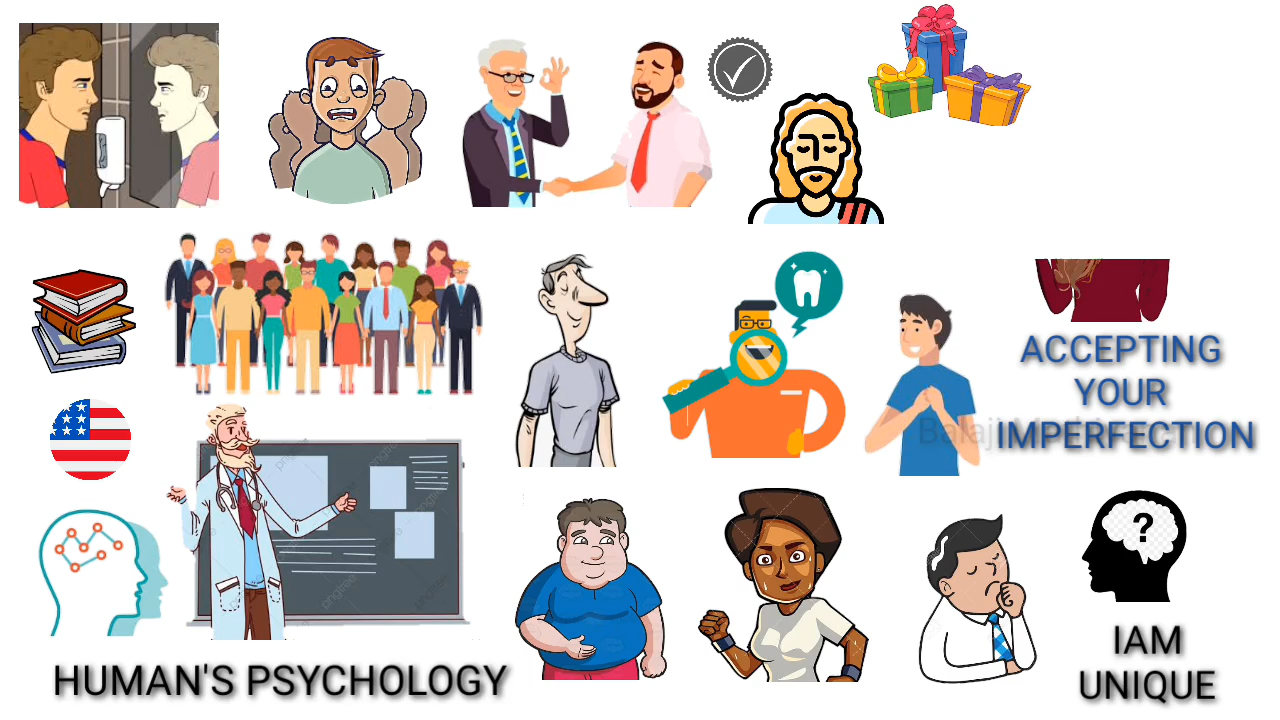 ACCEPTING
YOUR
IMPERFECTION
?
IAM
UNIQUE
HUMAN'S PSYCHOLOGY